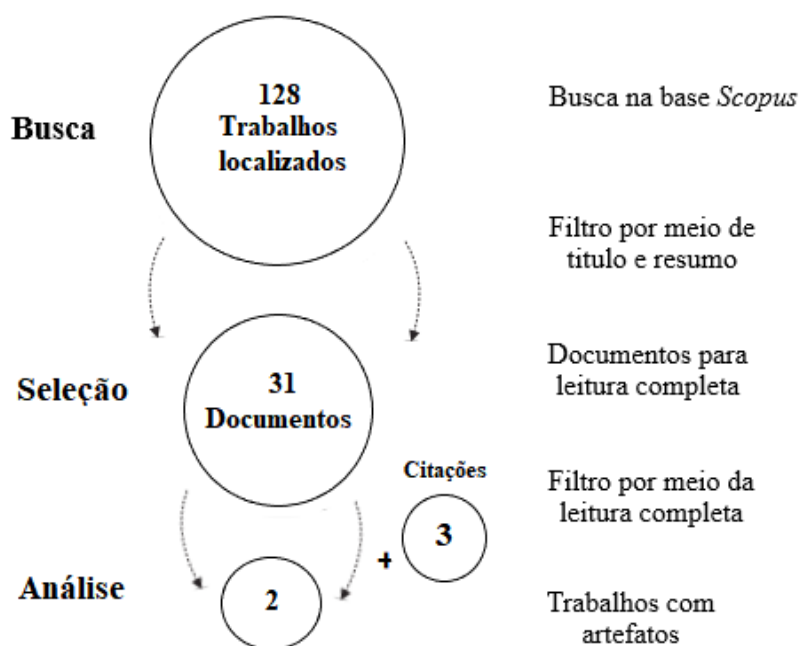 128
Trabalhos
localizados
Busca
Busca na base Scopus
Filtro por meio de
titulo e resumo
31
Documentos
Seleção
Documentos para
leitura completa
Citações
3
+
Filtro por meio da
leitura completa
Análise
2
Trabalhos com
artefatos